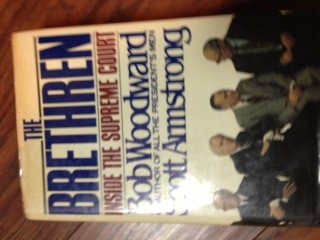 THE
BRETHREN
INSIDE THE SUPREME COURT
Bob Woodward
AUTHOR OF ALL THE PRESIDENT'S MEN
Scott Armstrong